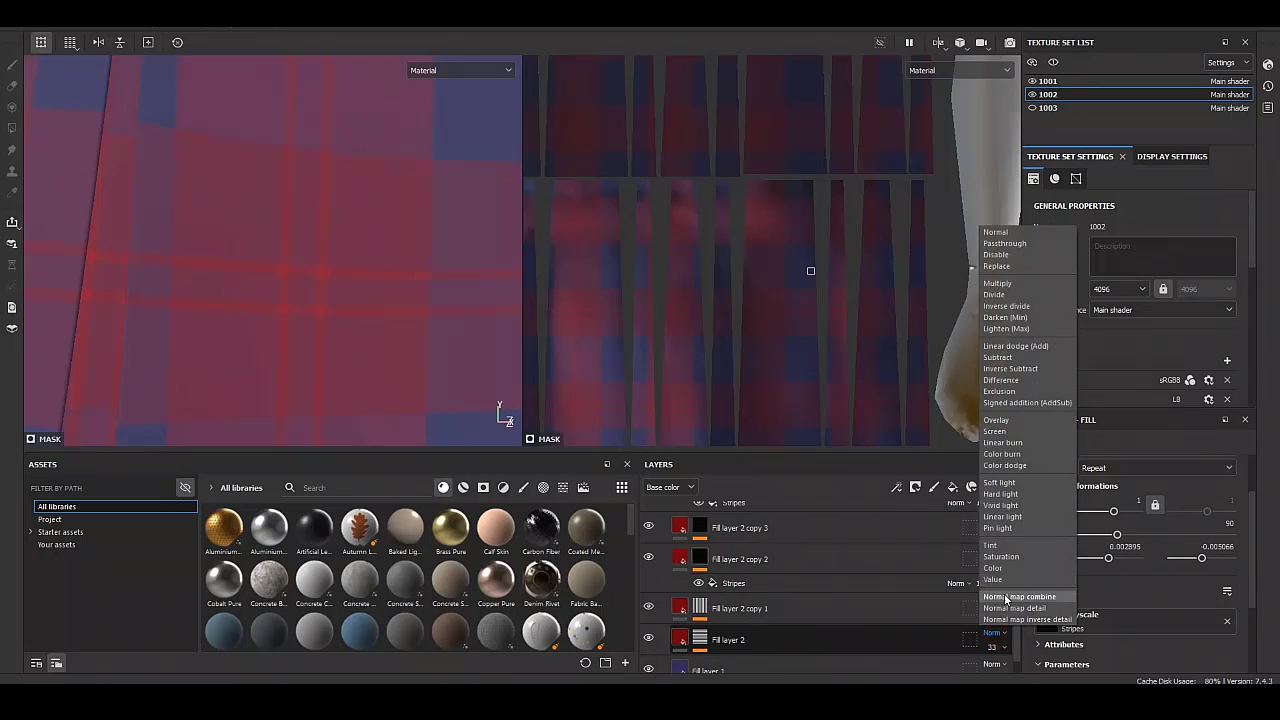 Material
Material
MASK
MASK
Y
Z
TEXTURE SET LIST
Settings
1001 Main shader
1002 Main shader
1003 Main shader
TEXTURE SET SETTINGS
DISPLAY SETTINGS
GENERAL PROPERTIES
1002
Description
4096
4096
Main shader
sRGB8
L8
- FILL
Repeat
1
1
90
0.002895
-0.005066
Stripes
Attributes
Parameters
Normal
Passthrough
Disable
Replace
Multiply
Divide
Inverse divide
Darken (Min)
Lighten (Max)
Linear dodge (Add)
Subtract
Inverse Subtract
Difference
Exclusion
Signed addition (AddSub)
Overlay
Screen
Linear burn
Color burn
Color dodge
Soft light
Hard light
Vivid light
Linear light
Pin light
Tint
Saturation
Color
Value
Normal map combine
Normal map detail
Normal map inverse detail
ASSETS
FILTER BY PATH
All libraries
Project
Starter assets
Your assets
All libraries
Search
Aluminium...
Aluminium...
Artificial Le...
Autumn L...
Baked Lig...
Brass Pure
Calf Skin
Carbon Fiber
Coated Me...
Cobalt Pure
Concrete B...
Concrete C...
Concrete S...
Copper Pure
Denim Rivet
Fabric Ba...
LAYERS
Base color
Stripes
Fill layer 2 copy 3
Fill layer 2 copy 2
Stripes Norm
Fill layer 2 copy 1
Fill layer 2 Norm
33
Fill layer 1 Norm
Cache Disk Usage: 80% | Version: 7.4.3